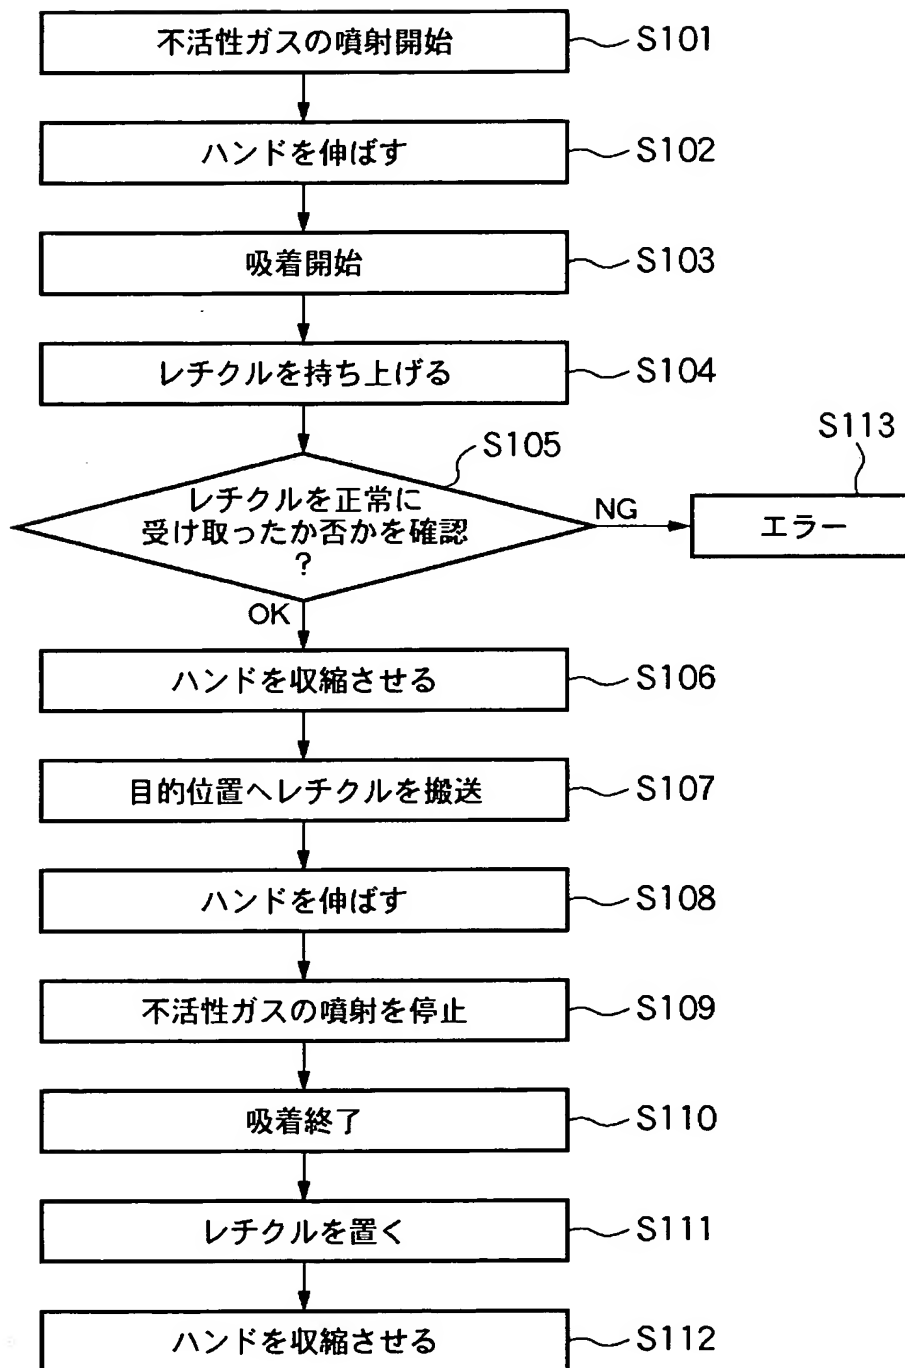 不活性ガスの噴射開始
S101
ハンドを伸ばす
S102
吸着開始
S103
レチクルを持ち上げる
S104
S105
レチクルを正常に
受け取ったか否かを確認
?
NG
S113
エラー
OK
ハンドを収縮させる
S106
目的位置へレチクルを搬送
S107
ハンドを伸ばす
S108
不活性ガスの噴射を停止
S109
吸着終了
S110
レチクルを置く
S111
ハンドを収縮させる
S112